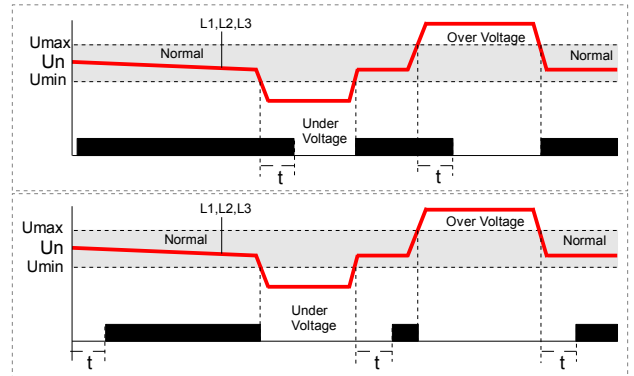 L1,L2,L3
Umax
Over Voltage
Normal
Normal
Un
Umin
Under
Voltage
t
t
L1,L2,L3
Umax
Over Voltage
Normal
Normal
Un
Umin
Under
Voltage
t
t
t